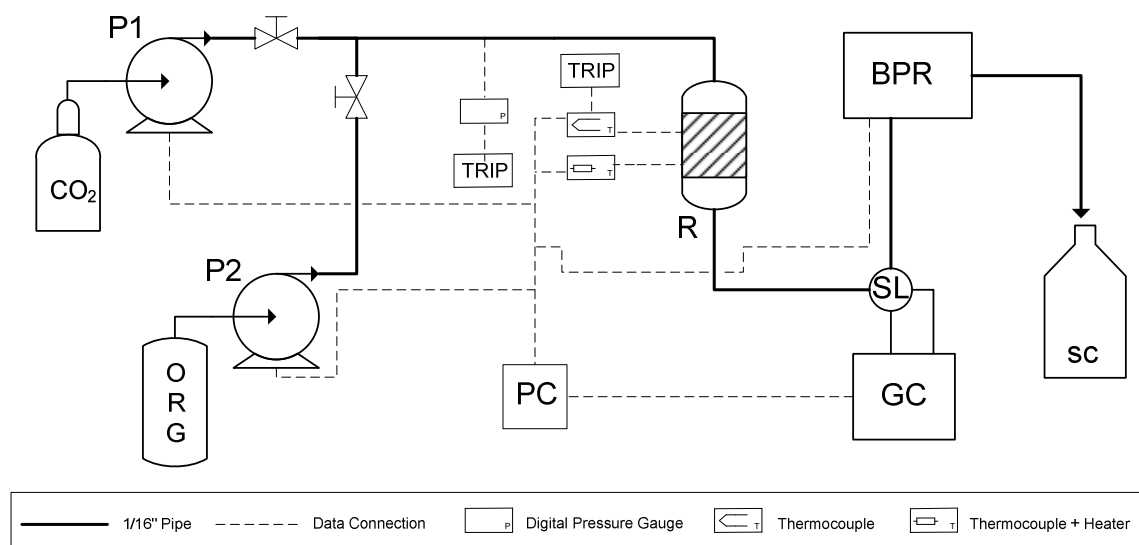 P1
TRIP
BPR
P
T
CO2
TRIP
T
R
P2
SL
sc
O
R
G
PC
GC
1/16" Pipe
Data Connection
P
Digital Pressure Gauge
T
Thermocouple
T
Thermocouple + Heater